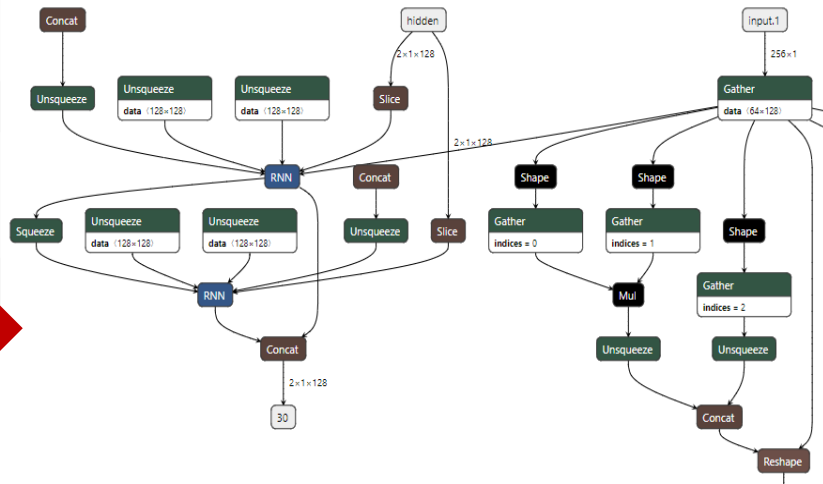 Concat
hidden
input.1
2×1×128
256×1
Unsqueeze
Unsqueeze
data (128×128)
Unsqueeze
data (128×128)
Slice
Gather
data (64×128)
2×1×128
RNN
Concat
Shape
Shape
Squeeze
Unsqueeze
data (128×128)
Unsqueeze
data (128×128)
Unsqueeze
Slice
Gather
indices = 0
Gather
indices = 1
Shape
RNN
Mul
Gather
indices = 2
Concat
Unsqueeze
Unsqueeze
2×1×128
30
Concat
Reshape